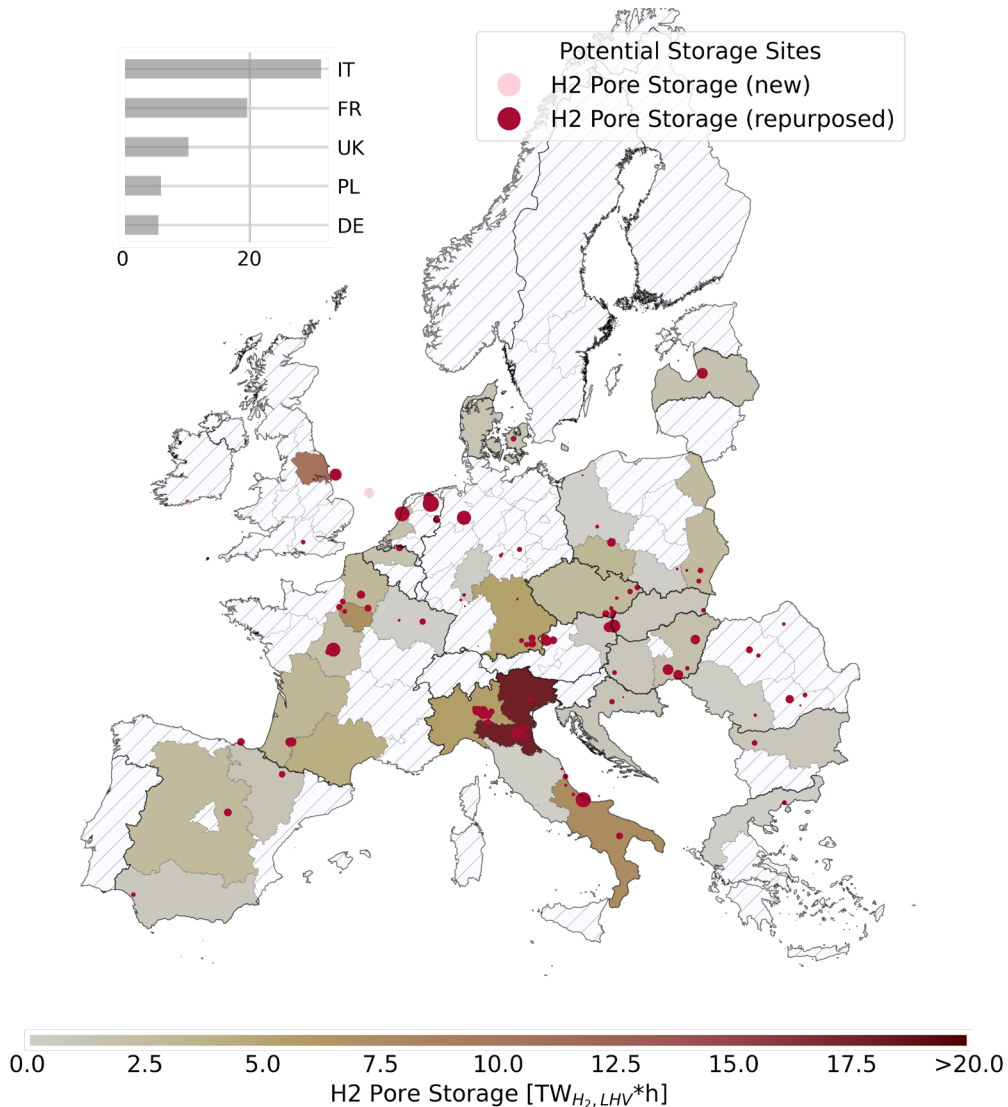 Potential Storage Sites
H2 Pore Storage (new)
H2 Pore Storage (repurposed)
IT
FR
UK
PL
DE
0 20
0.0 2.5 5.0 7.5 10.0 12.5 15.0 17.5 >20.0
H2 Pore Storage [TW_{H_2, LHV}*h]